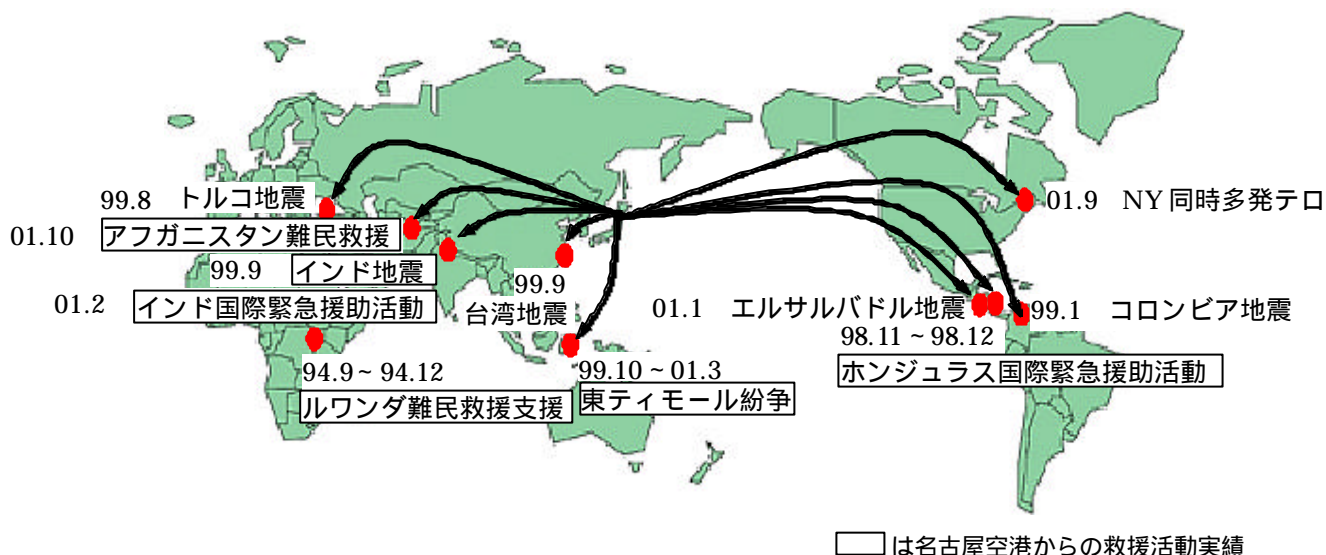 99.8 トルコ地震
01.10 アフガニスタン難民救援
99.9 インド地震
01.2 インド国際緊急援助活動
94.9~94.12
ルワンダ難民救援支援
99.9
台湾地震
99.10~01.3
東ティモール紛争
01.9 NY同時多発テロ
01.1 エルサルバドル地震
99.1 コロンビア地震
98.11~98.12
ホンジュラス国際緊急援助活動
は名古屋空港からの救援活動実績